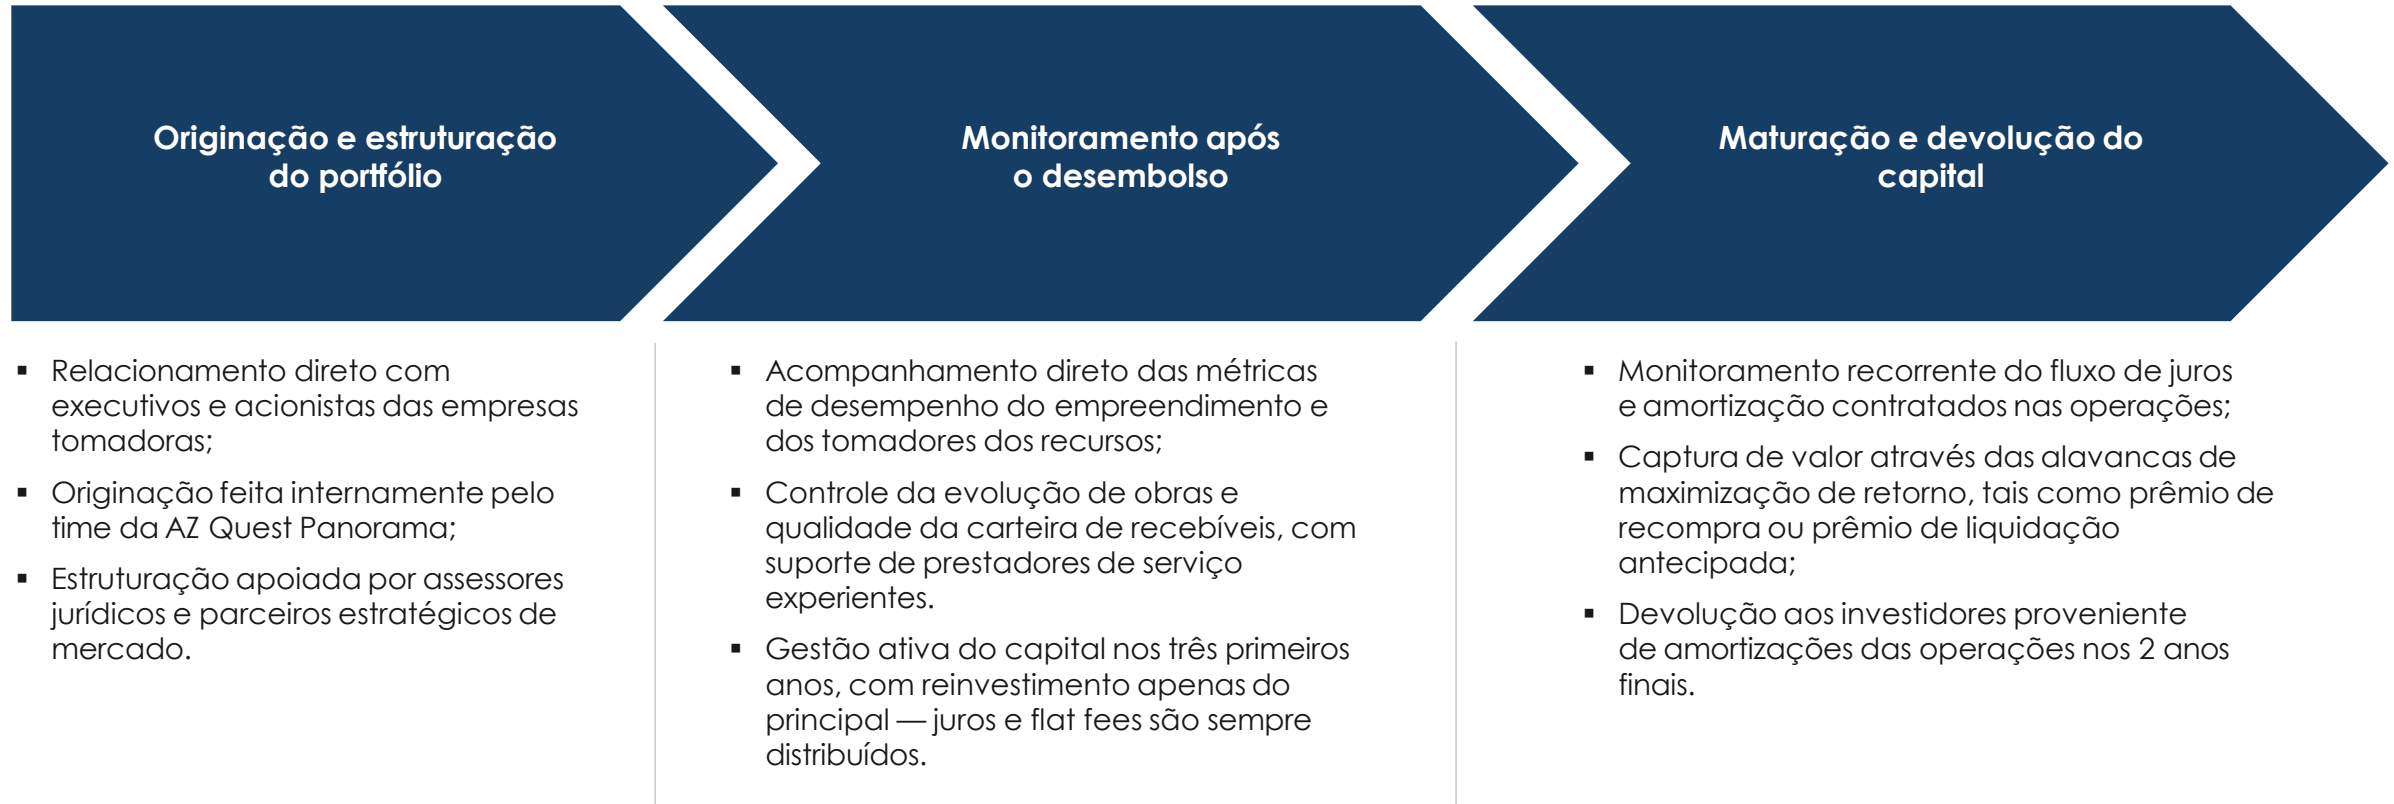 Originação e estruturação
do portfólio
Monitoramento após
o desembolso
Maturação e devolução do
capital
▪ Relacionamento direto com
executivos e acionistas das empresas
tomadoras;
▪ Originação feita internamente pelo
time da AZ Quest Panorama;
▪ Estruturação apoiada por assessores
jurídicos e parceiros estratégicos de
mercado.
▪ Acompanhamento direto das métricas
de desempenho do empreendimento e
dos tomadores dos recursos;
▪ Controle da evolução de obras e
qualidade da carteira de recebíveis, com
suporte de prestadores de serviço
experientes.
▪ Gestão ativa do capital nos três primeiros
anos, com reinvestimento apenas do
principal — juros e flat fees são sempre
distribuídos.
▪ Monitoramento recorrente do fluxo de juros
e amortização contratados nas operações;
▪ Captura de valor através das alavancas de
maximização de retorno, tais como prêmio de
recompra ou prêmio de liquidação
antecipada;
▪ Devolução aos investidores proveniente
de amortizações das operações nos 2 anos
finais.